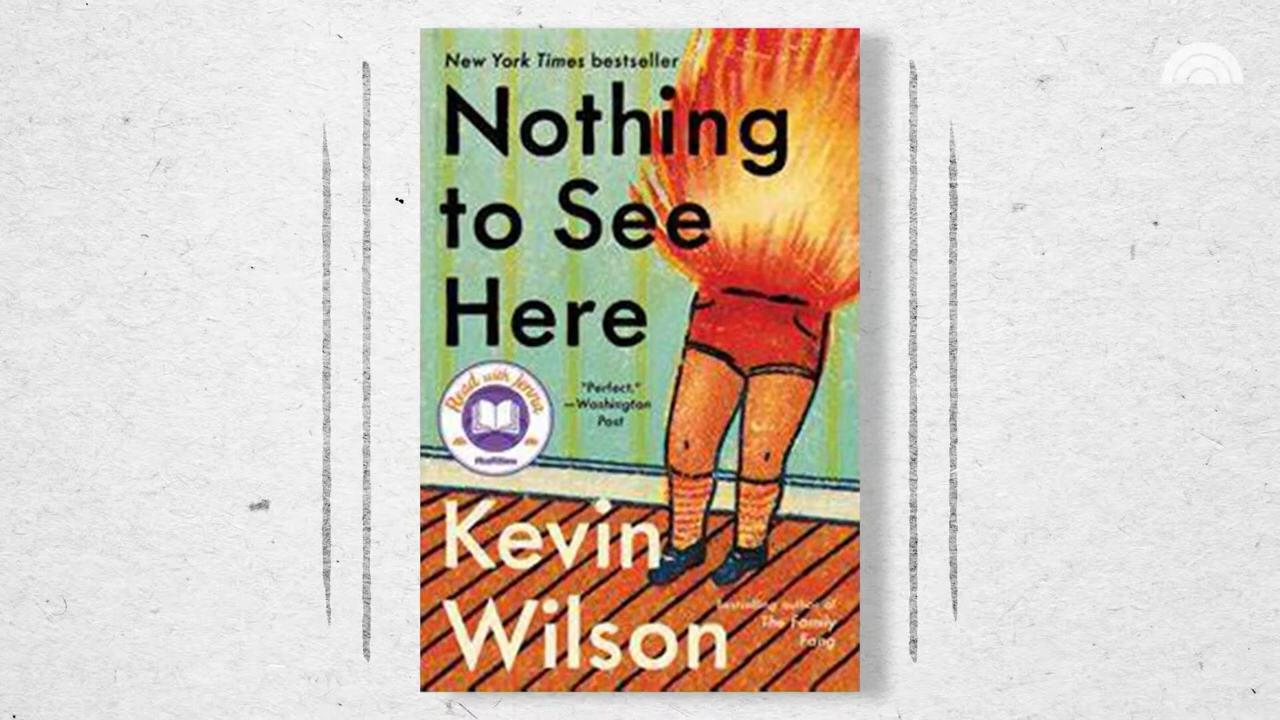 New York Times bestseller
Nothing
to See
Here
Read with Jenna
"Perfect."
—Washington
Post
Kevin
Wilson
bestselling author of
The Family
Fang